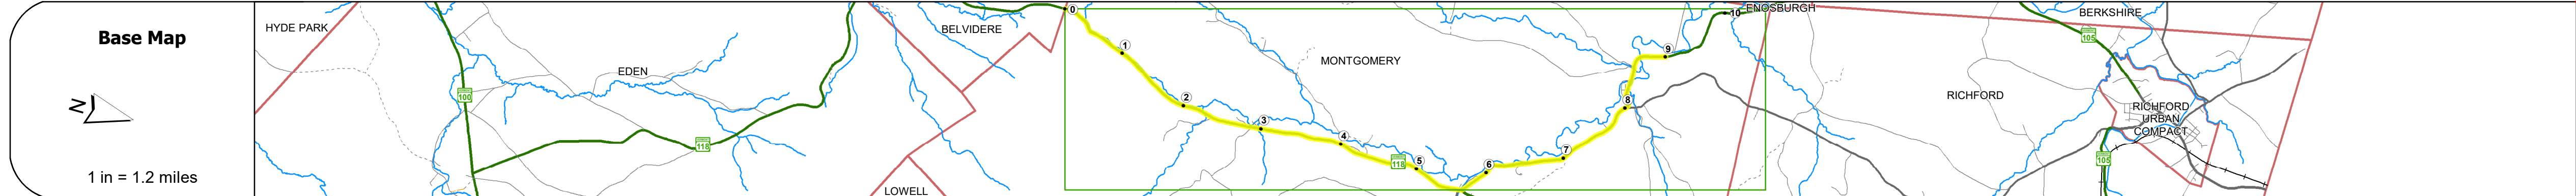 Base Map
N
1 in = 1.2 miles
HYDE PARK
100
EDEN
118
BELVIDERE
LOWELL
0
1
2
3
4
118
5
6
7
8
9
10
MONTGOMERY
ENOSBURGH
RICHFORD
BERKSHIRE
105
RICHFORD
URBAN
COMPACT
105